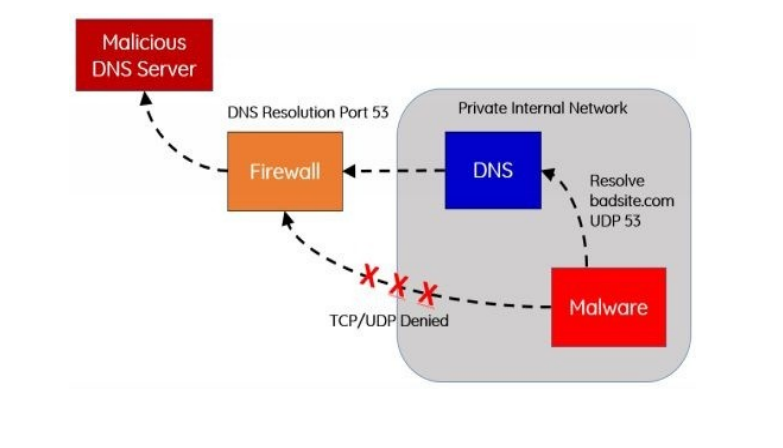 Malicious
DNS Server
DNS Resolution Port 53
Private Internal Network
Firewall
DNS
Resolve
badsite.com
UDP 53
Malware
TCP/UDP Denied